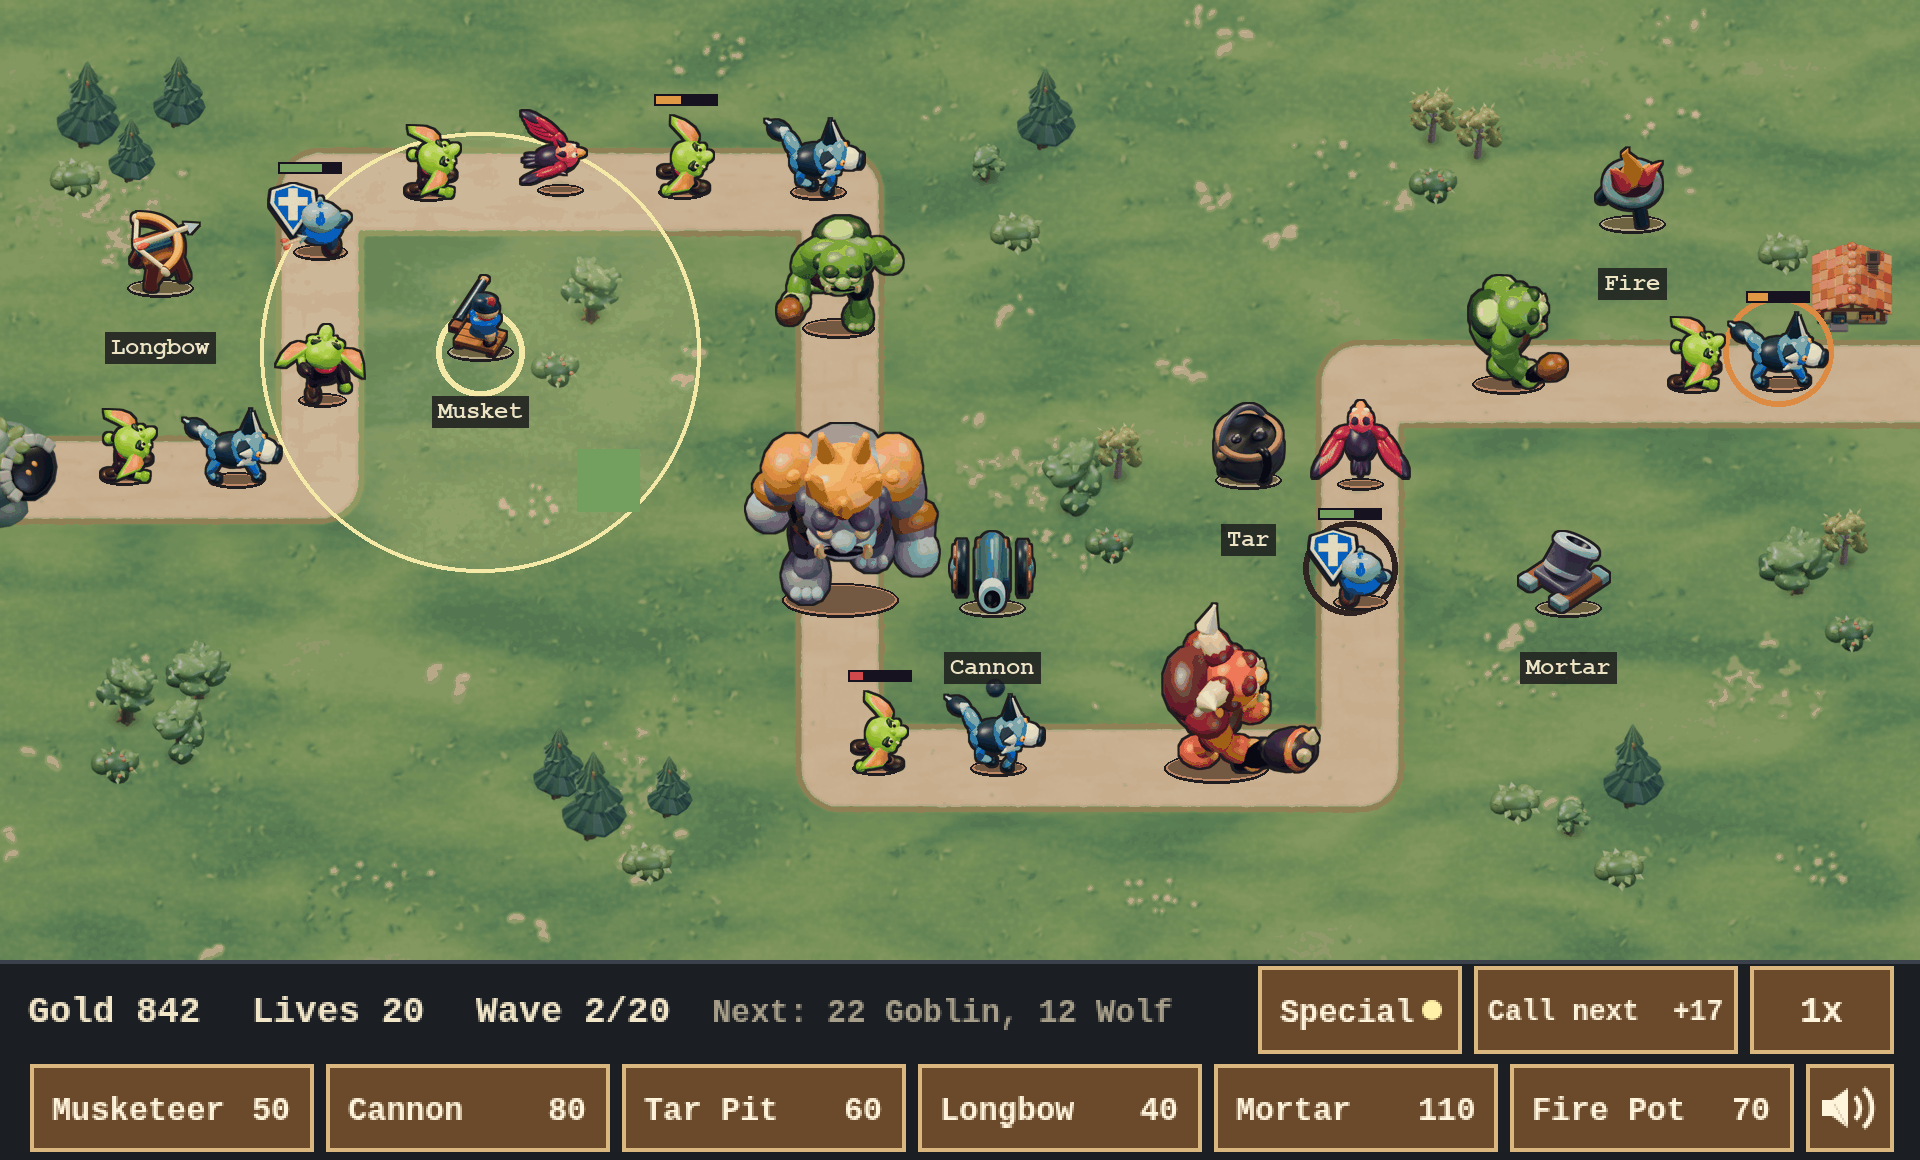 Longbow
Musket
Fire
Tar
Cannon
Mortar
Gold 842 Lives 20 Wave 2/20 Next: 22 Goblin, 12 Wolf Special Call next +17 1x
Musketeer 50 Cannon 80 Tar Pit 60 Longbow 40 Mortar 110 Fire Pot 70